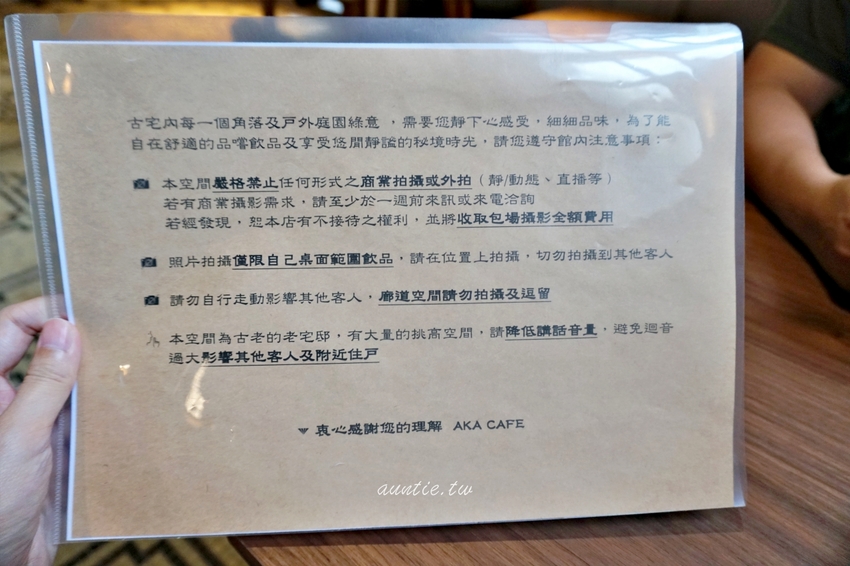 古宅內每一個角落及戶外庭園綠意，需要您靜下心感受，細細品味，為了能
自在舒適的品嚐飲品及享受悠閒靜謐的秘境時光，請您遵守館內注意事項：
本空間嚴格禁止任何形式之商業拍攝或外拍（靜/動態、直播等）
若有商業攝影需求，請至少於一週前來訊或來電洽詢
若經發現，恕本店有不接待之權利，並將收取包場攝影全額費用
照片拍攝僅限自己桌面範圍飲品，請在位置上拍攝，切勿拍攝到其他客人
請勿自行走動影響其他客人，廊道空間請勿拍攝及逗留
本空間為古老的老宅邸，有大量的挑高空間，請降低講話音量，避免迴音
過大影響其他客人及附近住戶
衷心感謝您的理解 AKA CAFE
auntie.tw